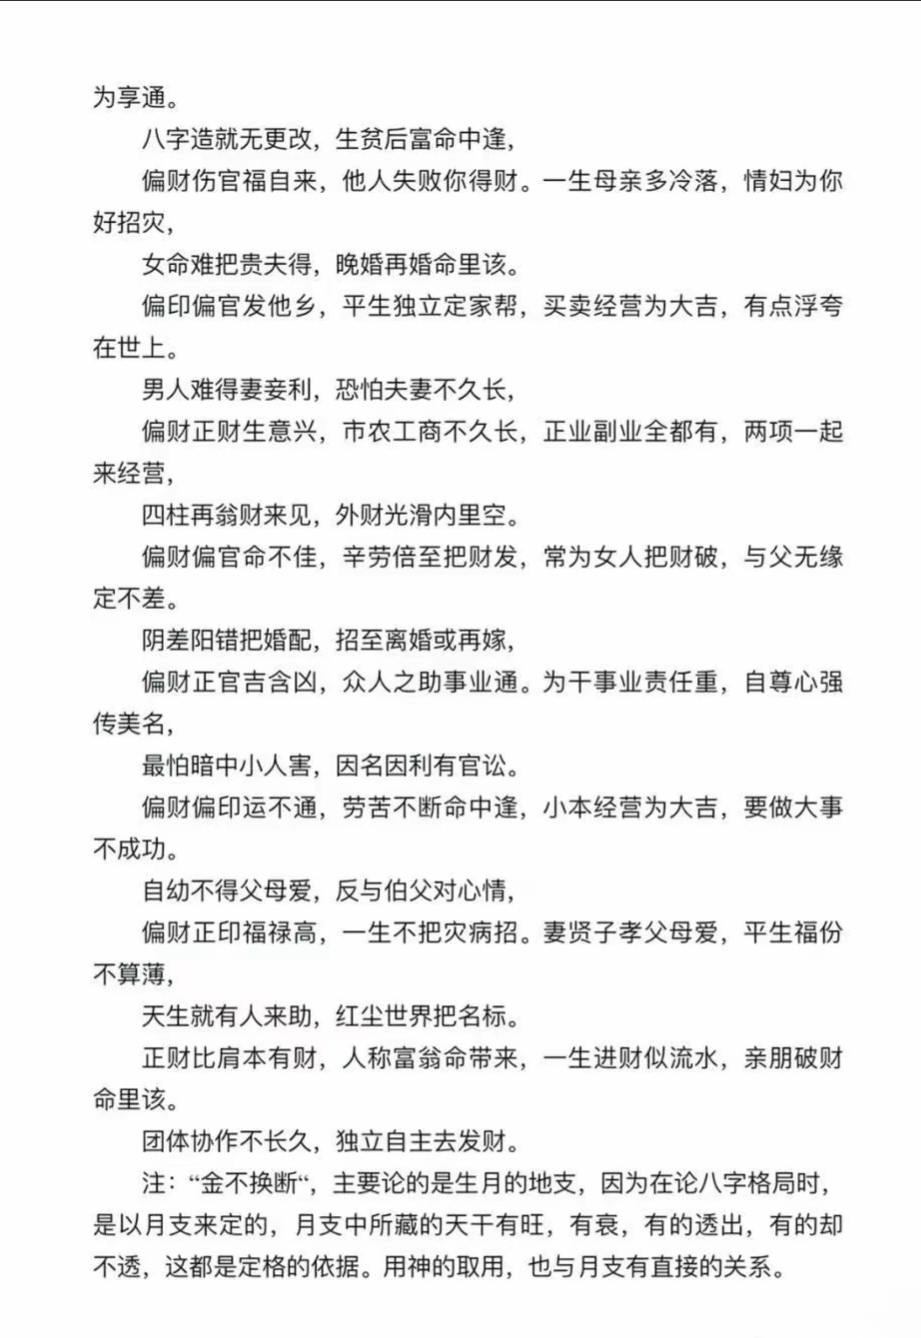 为享通。
八字造就无更改，生贫后富命中逢，
偏财伤官福自来，他人失败你得财。一生母亲多冷落，情妇为你
好招灾，
女命难把贵夫得，晚婚再婚命里该。
偏印偏官发他乡，平生独立定家帮，买卖经营为大吉，有点浮夸
在世上。
男人难得妻妾利，恐怕夫妻不久长，
偏财正财生意兴，市农工商不久长，正业副业全都有，两项一起
来经营，
四柱再翁财来见，外财光滑内里空。
偏财偏官命不佳，辛劳倍至把财发，常为女人把财破，与父无缘
定不差。
阴差阳错把婚配，招至离婚或再嫁，
偏财正官吉含凶，众人之助事业通。为干事业责任重，自尊心强
传美名，
最怕暗中小人害，因名因利有官讼。
偏财偏印运不通，劳苦不断命中逢，小本经营为大吉，要做大事
不成功。
自幼不得父母爱，反与伯父对心情，
偏财正印福禄高，一生不把灾病招。妻贤子孝父母爱，平生福份
不算薄，
天生就有人来助，红尘世界把名标。
正财比肩本有财，人称富翁命带来，一生进财似流水，亲朋破财
命里该。
团体协作不长久，独立自主去发财。
注：“金不换断“，主要论的是生月的地支，因为在论八字格局时，
是以月支来定的，月支中所藏的天干有旺，有衰，有的透出，有的却
不透，这都是定格的依据。用神的取用，也与月支有直接的关系。